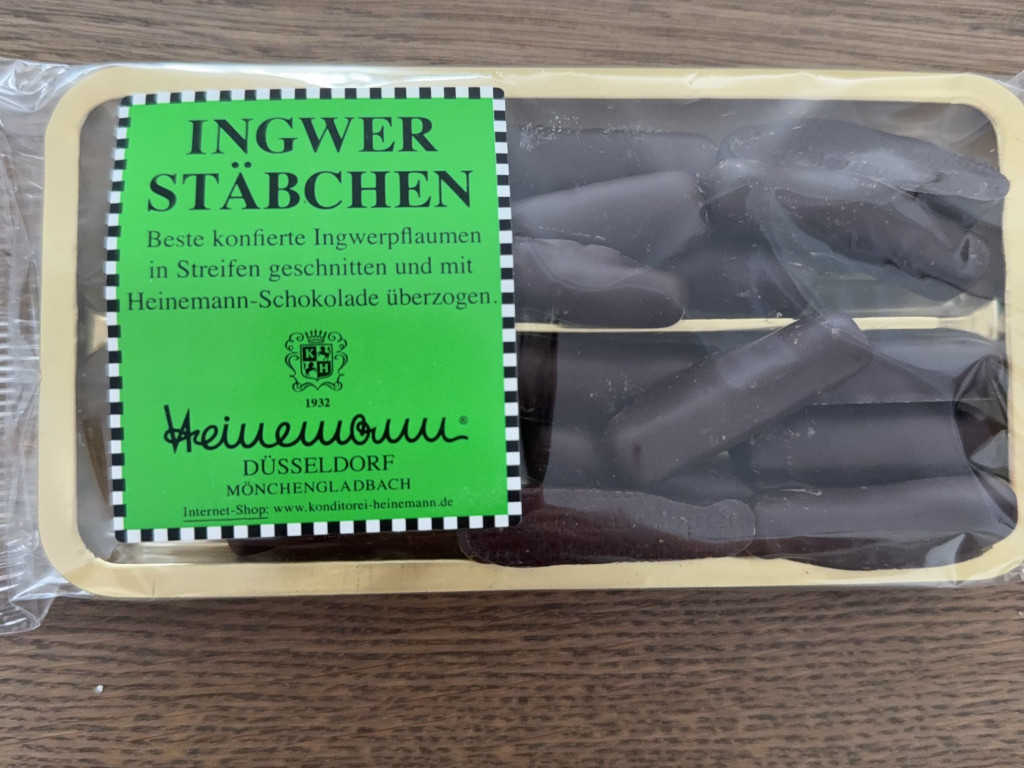 INGWER
STÄBCHEN
Beste konfierte Ingwerpflaumen
in Streifen geschnitten und mit
Heinemann-Schokolade überzogen.
K
H
1932
Heinemann®
DÜSSELDORF
MÖNCHENGLADBACH
Internet-Shop: www.konditorei-heinemann.de